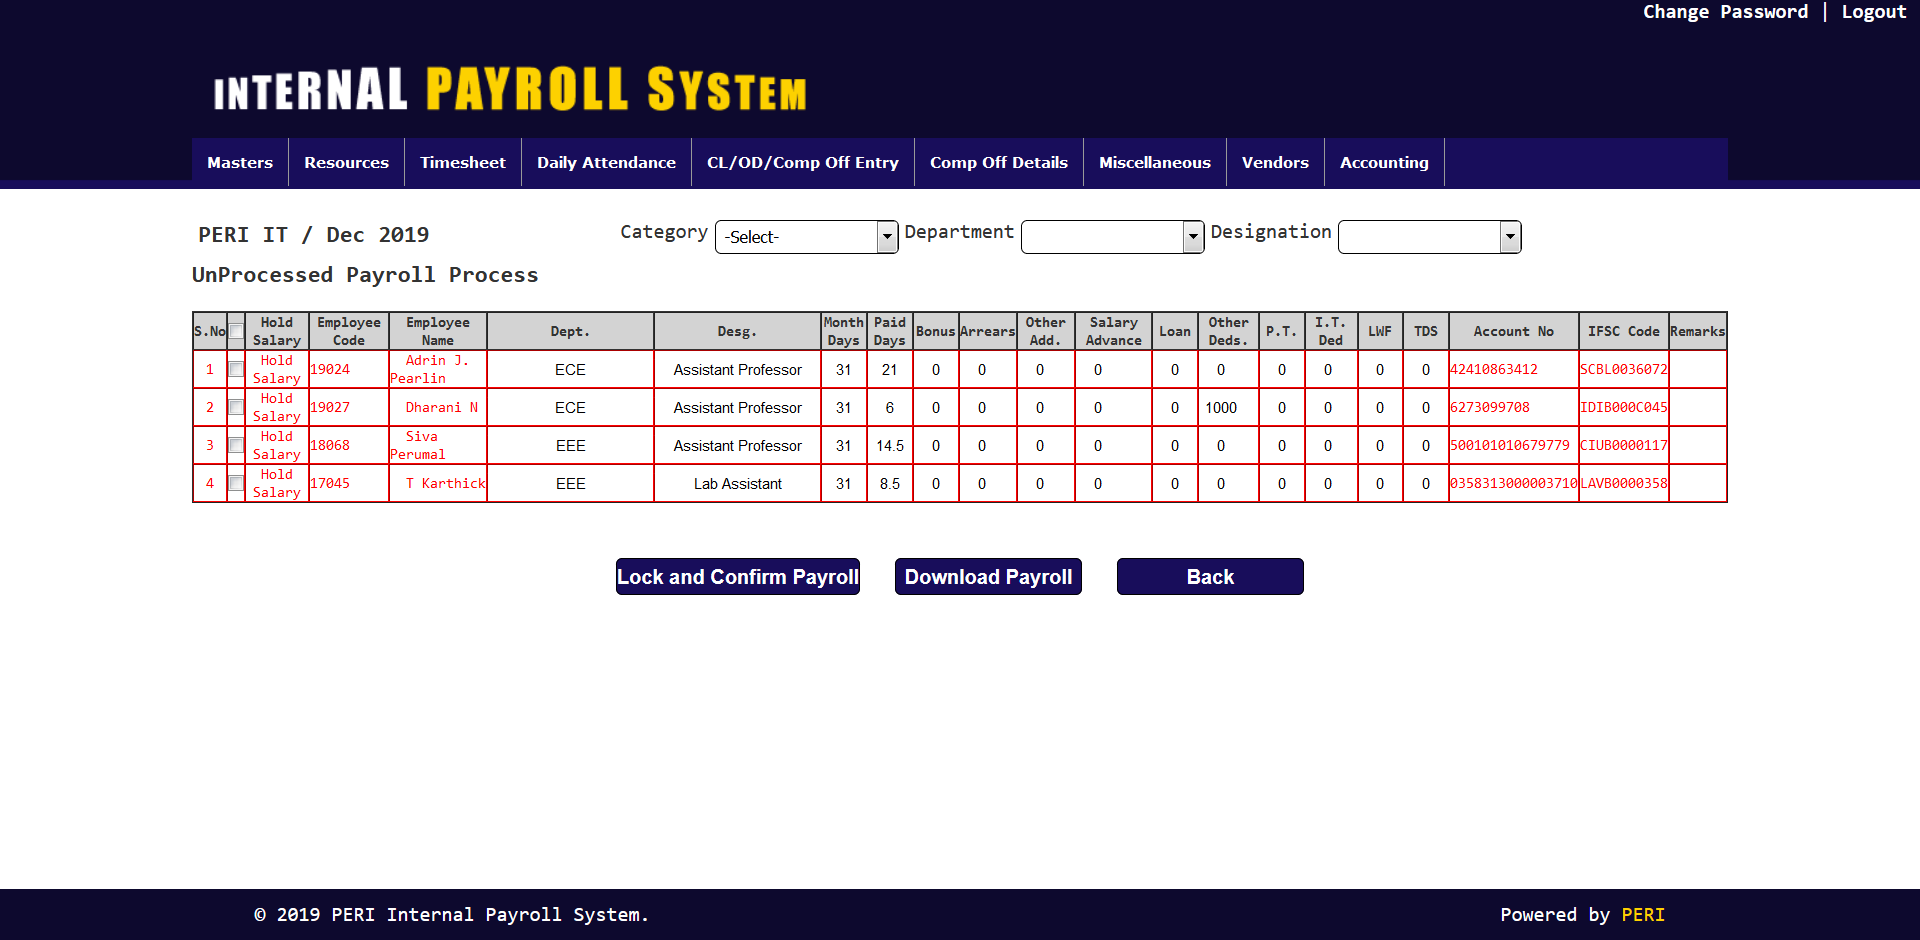 Change Password | Logout
INTERNAL PAYROLL SYSTEM
Masters Resources Timesheet Daily Attendance CL/OD/Comp Off Entry Comp Off Details Miscellaneous Vendors Accounting
PERI IT / Dec 2019 Category -Select- Department Designation
UnProcessed Payroll Process
S.No Hold Salary Employee Code Employee Name Dept. Desg. Month Days Paid Days Bonus Arrears Other Add. Salary Advance Loan Other Deds. P.T. I.T. Ded LWF TDS Account No IFSC Code Remarks
1 Hold Salary 19024 Adrin J. Pearlin ECE Assistant Professor 31 21 0 0 0 0 0 0 0 0 0 0 42410863412 SCBL0036072
2 Hold Salary 19027 Dharani N ECE Assistant Professor 31 6 0 0 0 0 0 1000 0 0 0 0 6273099708 IDIB000C045
3 Hold Salary 18068 Siva Perumal EEE Assistant Professor 31 14.5 0 0 0 0 0 0 0 0 0 0 500101010679779 CIUB0000117
4 Hold Salary 17045 T Karthick EEE Lab Assistant 31 8.5 0 0 0 0 0 0 0 0 0 0 0358313000003710 LAVB0000358
Lock and Confirm Payroll Download Payroll Back
© 2019 PERI Internal Payroll System. Powered by PERI